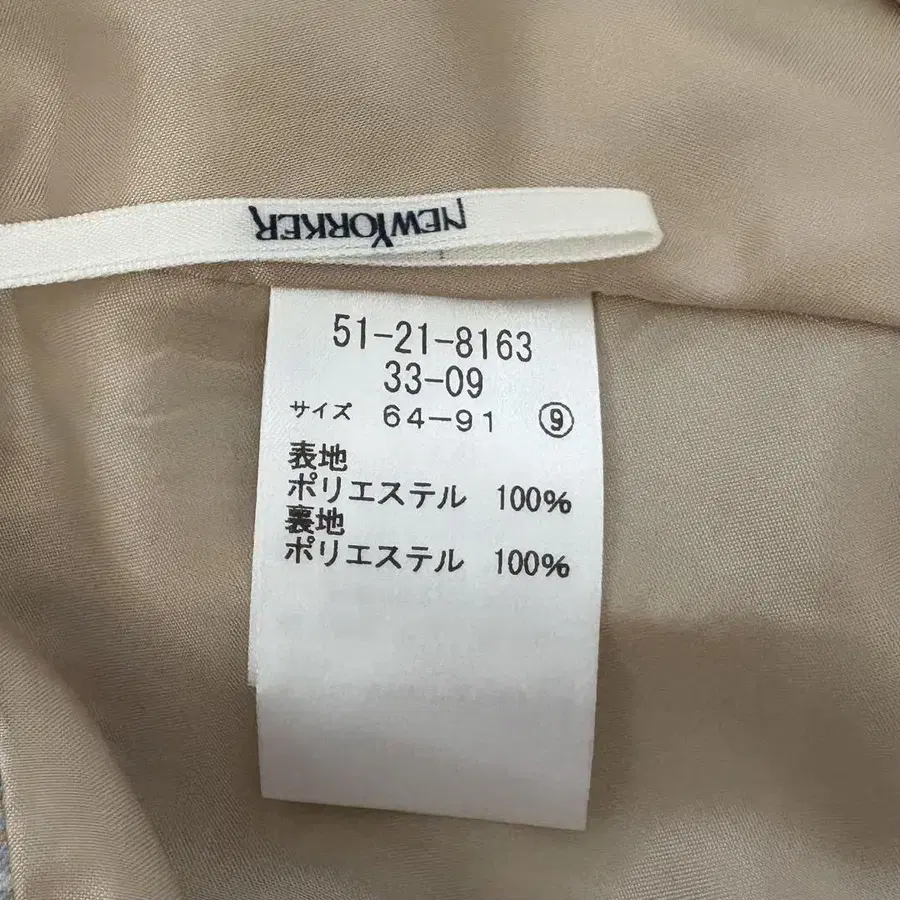 NEWYORKER
51-21-8163
33-09
サイズ 64-91 ⑨
表地
ポリエステル 100%
裏地
ポリエステル 100%